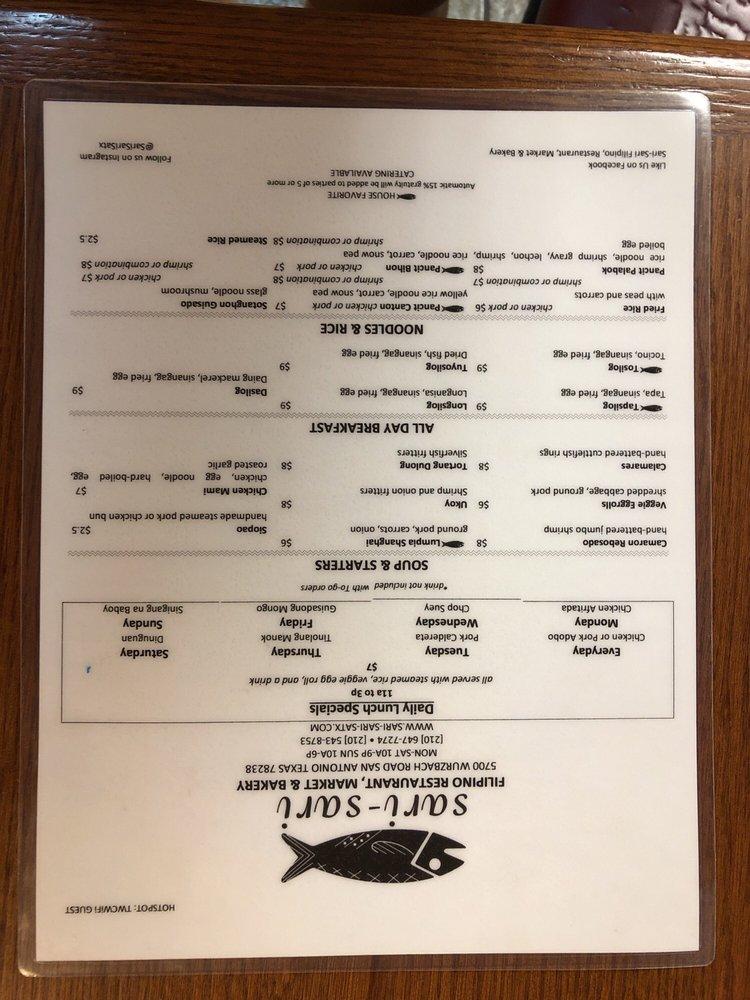 HOTSPOT: TWCWiFi GUEST
sari-sari
FILIPINO RESTAURANT, MARKET & BAKERY
5700 WURZBACH ROAD SAN ANTONIO TEXAS 78238
MON-SAT 10A-9P SUN 10A-6P
[210] 647-7274 • [210] 543-8753
WWW.SARI-SARI-SATX.COM
Daily Lunch Specials
11a to 3p
all served with steamed rice, veggie egg roll, and a drink
$7
Everyday
Chicken or Pork Adobo
Monday
Chicken Afritada
Tuesday
Pork Caldereta
Wednesday
Chop Suey
Thursday
Tinolang Manok
Friday
Guisadong Mongo
Saturday
Dinuguan
Sunday
Sinigang na Baboy
*drink not included with To-go orders
SOUP & STARTERS
Camaron Rebosado $8
hand-battered jumbo shrimp
Veggie Eggrolls $6
shredded cabbage, ground pork
Calamares $8
hand-battered cuttlefish rings
Lumpia Shanghai $6
ground pork, carrots, onion
Ukoy $8
Shrimp and onion fritters
Tortang Dulong $8
Silverfish fritters
Siopao $2.5
handmade steamed pork or chicken bun
Chicken Mami $7
chicken, egg noodle, hard-boiled egg,
roasted garlic
ALL DAY BREAKFAST
Tapsilog $9
Tapa, sinangag, fried egg
Tosilog $9
Tocino, sinangag, fried egg
Longsilog $9
Longanisa, sinangag, fried egg
Tuyosilog $9
Dried fish, sinangag, fried egg
Dasilog $9
Daing mackerel, sinangag, fried egg
NOODLES & RICE
Fried Rice chicken or pork $6
with peas and carrots
shrimp or combination $7
Pancit Palabok $8
rice noodle, shrimp gravy, lechon, shrimp,
boiled egg
Pancit Canton chicken or pork $7
yellow rice noodle, carrot, snow pea
shrimp or combination $8
Pancit Bihon chicken or pork $7
rice noodle, carrot, snow pea
shrimp or combination $8
Sotanghon Guisado
glass noodle, mushroom
chicken or pork $7
shrimp or combination $8
Steamed Rice $2.5
HOUSE FAVORITE
Automatic 15% gratuity will be added to parties of 5 or more
CATERING AVAILABLE
Like Us on Facebook
Sari-Sari Filipino, Restaurant, Market & Bakery
Follow us on Instagram
@SariSariSatx